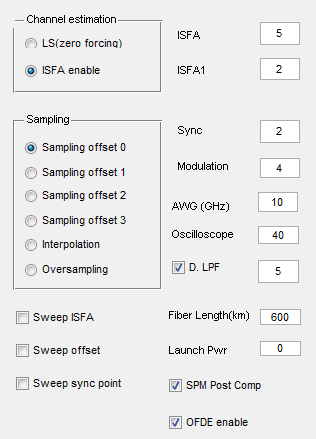 Channel estimation
LS(zero forcing)
ISFA enable
ISFA 5
ISFA1 2
Sampling
Sampling offset 0
Sampling offset 1
Sampling offset 2
Sampling offset 3
Interpolation
Oversampling
Sync 2
Modulation 4
AWG (GHz) 10
Oscilloscope 40
D. LPF 5
Sweep ISFA
Sweep offset
Sweep sync point
Fiber Length(km) 600
Launch Pwr 0
SPM Post Comp
OFDE enable